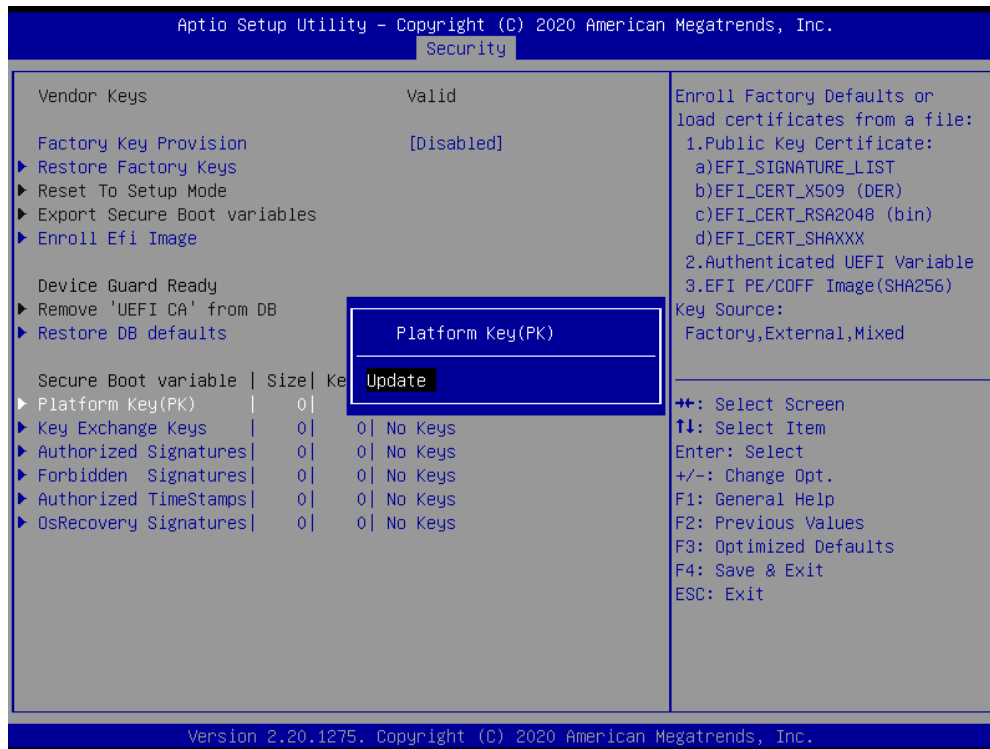 Aptio Setup Utility – Copyright (C) 2020 American Megatrends, Inc.
Security
Vendor Keys Valid
Factory Key Provision [Disabled]
Restore Factory Keys
Reset To Setup Mode
Export Secure Boot variables
Enroll Efi Image
Device Guard Ready
Remove 'UEFI CA' from DB
Restore DB defaults
Secure Boot variable | Size| Ke
Platform Key(PK) | 0|
Key Exchange Keys | 0| 0| No Keys
Authorized Signatures| 0| 0| No Keys
Forbidden Signatures| 0| 0| No Keys
Authorized TimeStamps| 0| 0| No Keys
OsRecovery Signatures| 0| 0| No Keys
Platform Key(PK)
Update
Enroll Factory Defaults or
load certificates from a file:
1.Public Key Certificate:
a)EFI_SIGNATURE_LIST
b)EFI_CERT_X509 (DER)
c)EFI_CERT_RSA2048 (bin)
d)EFI_CERT_SHAXXX
2.Authenticated UEFI Variable
3.EFI PE/COFF Image(SHA256)
Key Source:
Factory,External,Mixed
→←: Select Screen
↑↓: Select Item
Enter: Select
+/-: Change Opt.
F1: General Help
F2: Previous Values
F3: Optimized Defaults
F4: Save & Exit
ESC: Exit
Version 2.20.1275. Copyright (C) 2020 American Megatrends, Inc.